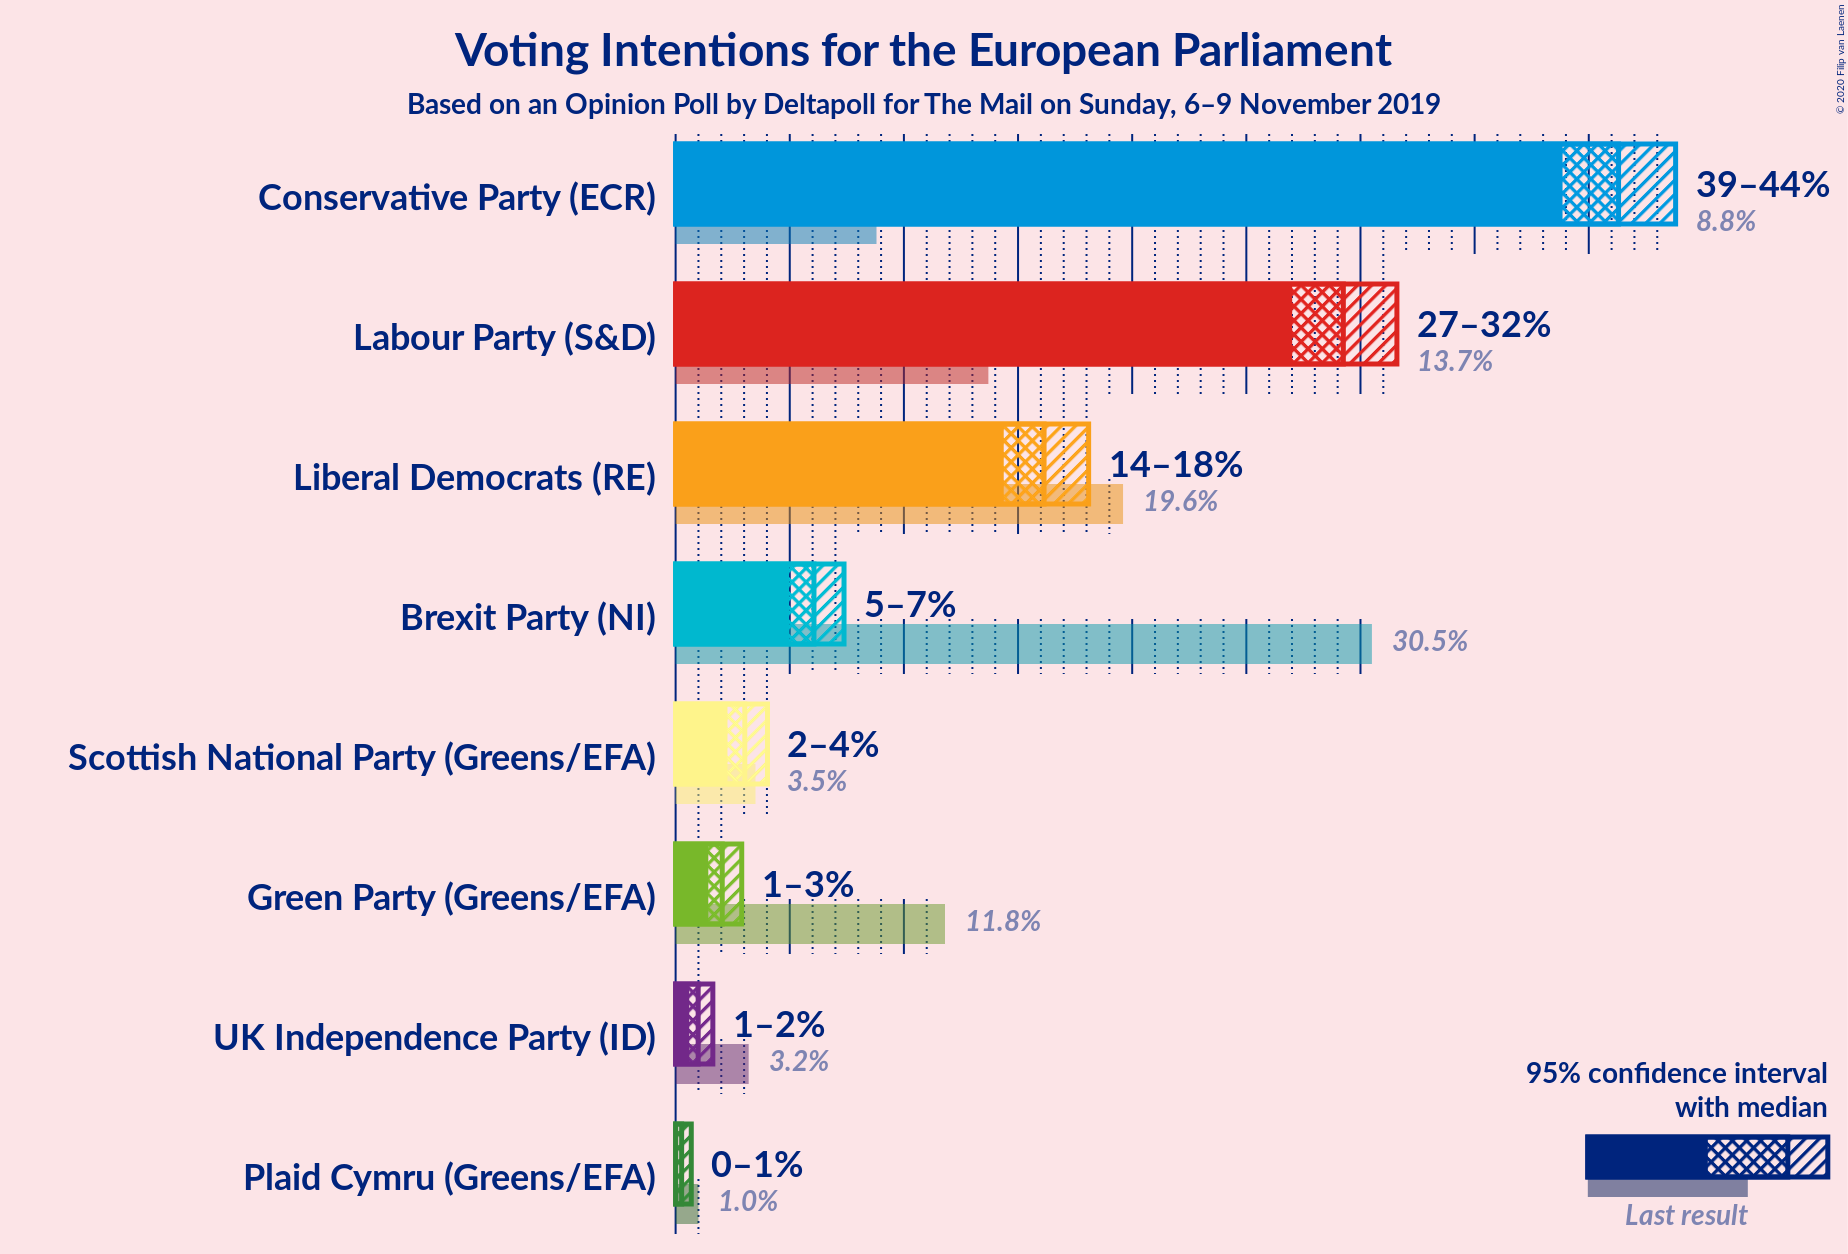 Voting Intentions for the European Parliament
Based on an Opinion Poll by Deltapoll for The Mail on Sunday, 6–9 November 2019
© 2020 Filip van Laenen
Conservative Party (ECR)
39–44%
8.8%
Labour Party (S&D)
27–32%
13.7%
Liberal Democrats (RE)
14–18%
19.6%
Brexit Party (NI)
5–7%
30.5%
Scottish National Party (Greens/EFA)
2–4%
3.5%
Green Party (Greens/EFA)
1–3%
11.8%
UK Independence Party (ID)
1–2%
3.2%
Plaid Cymru (Greens/EFA)
0–1%
1.0%
95% confidence interval
with median
Last result